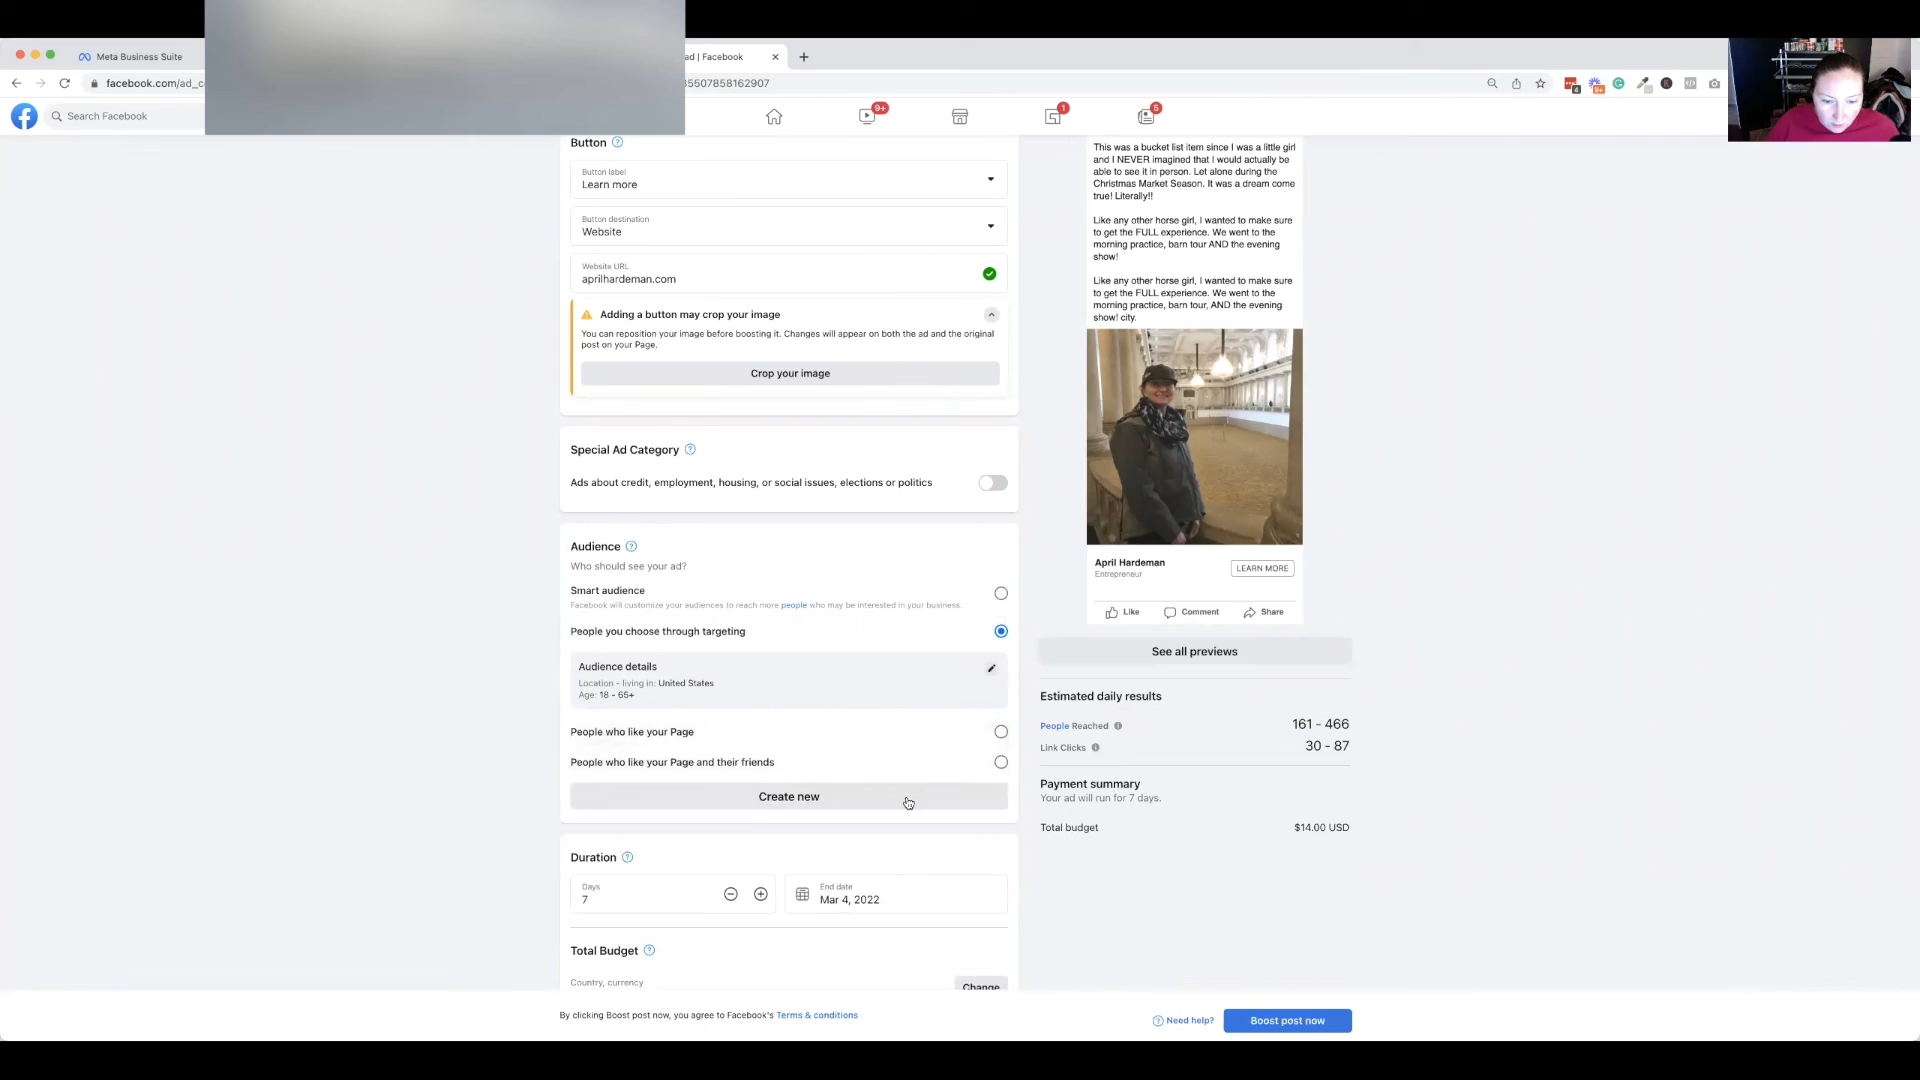 Meta Business Suite
ad | Facebook
facebook.com/ad_c
5507858162907
4
9+
Search Facebook
9+
1
5
Button
Button label
Learn more
Button destination
Website
Website URL
aprilhardeman.com
Adding a button may crop your image
You can reposition your image before boosting it. Changes will appear on both the ad and the original
post on your Page.
Crop your image
Special Ad Category
Ads about credit, employment, housing, or social issues, elections or politics
Audience
Who should see your ad?
Smart audience
Facebook will customize your audiences to reach more people who may be interested in your business.
People you choose through targeting
Audience details
Location - living in: United States
Age: 18 - 65+
People who like your Page
People who like your Page and their friends
Create new
Duration
Days
7
End date
Mar 4, 2022
Total Budget
Country, currency
Change
This was a bucket list item since I was a little girl
and I NEVER imagined that I would actually be
able to see it in person. Let alone during the
Christmas Market Season. It was a dream come
true! Literally!!
Like any other horse girl, I wanted to make sure
to get the FULL experience. We went to the
morning practice, barn tour AND the evening
show!
Like any other horse girl, I wanted to make sure
to get the FULL experience. We went to the
morning practice, barn tour, AND the evening
show! city.
April Hardeman
Entrepreneur
LEARN MORE
Like
Comment
Share
See all previews
Estimated daily results
People Reached
161 - 466
Link Clicks
30 - 87
Payment summary
Your ad will run for 7 days.
Total budget
$14.00 USD
By clicking Boost post now, you agree to Facebook's Terms & conditions
Need help?
Boost post now